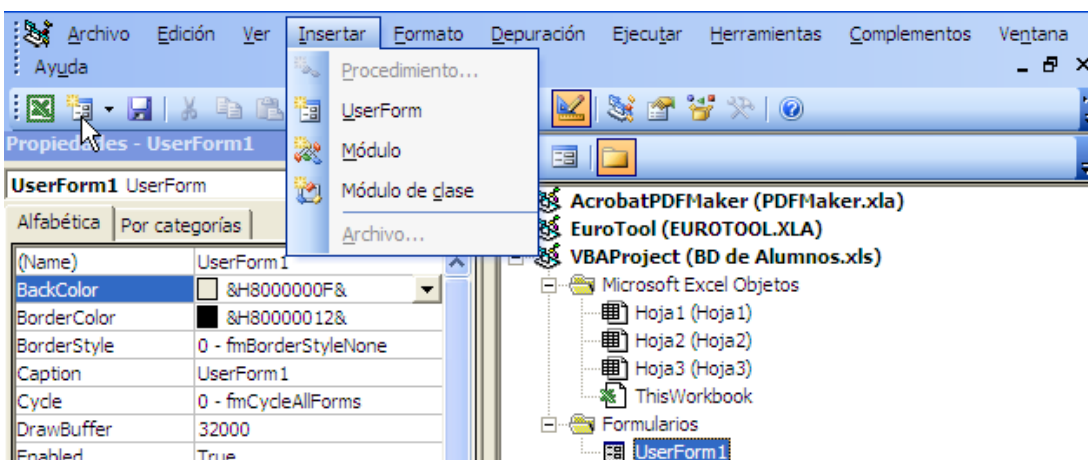 Archivo Edición Ver Insertar Formato Depuración Ejecutar Herramientas Complementos Ventana
Ayuda
Procedimiento...
UserForm
Módulo
Módulo de clase
Archivo...
Propiedades - UserForm1
UserForm1 UserForm
Alfabética Por categorías
(Name) UserForm1
BackColor &H8000000F&
BorderColor &H80000012&
BorderStyle 0 - fmBorderStyleNone
Caption UserForm1
Cycle 0 - fmCycleAllForms
DrawBuffer 32000
Enabled True
AcrobatPDFMaker (PDFMaker.xla)
EuroTool (EUROTOOL.XLA)
VBAProject (BD de Alumnos.xls)
Microsoft Excel Objetos
Hoja1 (Hoja1)
Hoja2 (Hoja2)
Hoja3 (Hoja3)
ThisWorkbook
Formularios
UserForm1